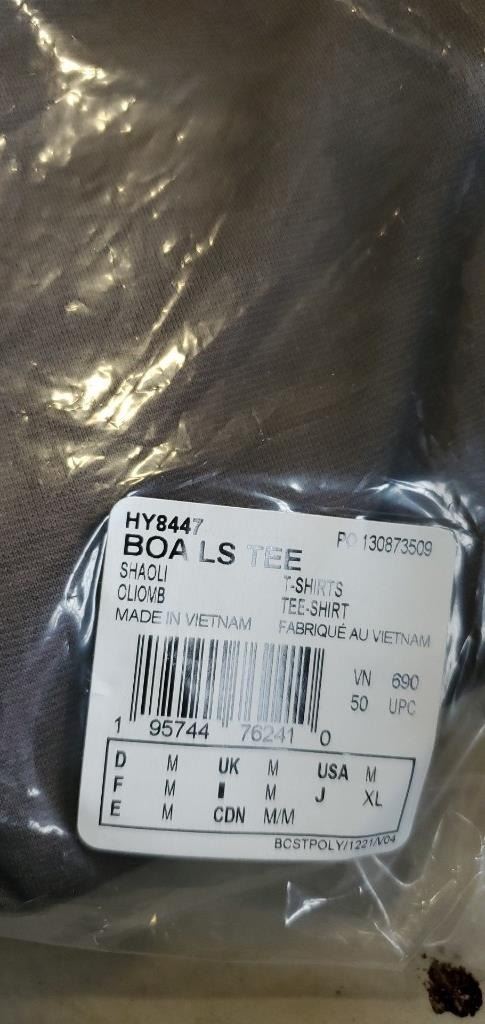 HY8447
PO 130873509
BOA LS TEE
SHAOLI T-SHIRTS
CLIOMB TEE-SHIRT
MADE IN VIETNAM FABRIQUÉ AU VIETNAM
VN 690
50 UPC
1 95744 76241 0
D M UK M USA M
F M I M J XL
E M CDN M/M
BCSTPOLY/1221/V04